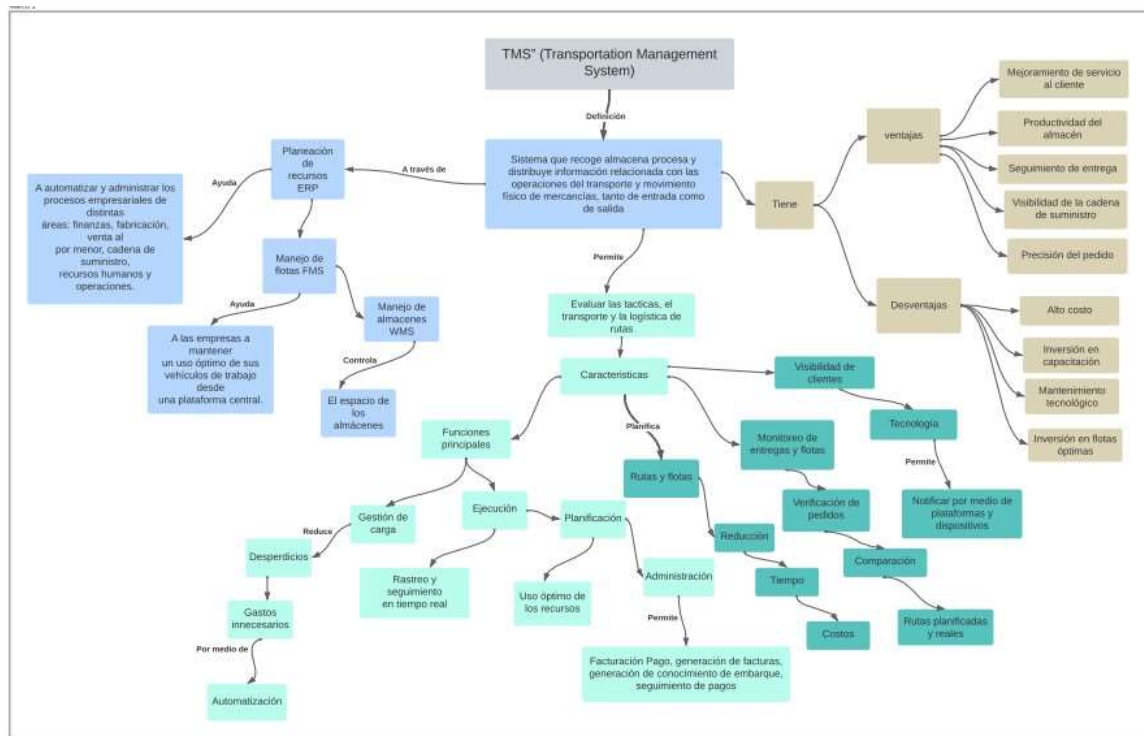 TMS" (Transportation Management
System)
Definición
Sistema que recoge almacena procesa y
distribuye información relacionada con las
operaciones del transporte y movimiento
físico de mercancías, tanto de entrada como
de salida
A través de
Planeación
de
recursos
ERP
Ayuda
A automatizar y administrar los
procesos empresariales de
distintas
áreas: finanzas, fabricación,
venta al
por menor, cadena de
suministro,
recursos humanos y
operaciones.
Manejo de
flotas FMS
Ayuda
A las empresas a
mantener
un uso óptimo de sus
vehículos de trabajo
desde
una plataforma central.
Manejo de
almacenes
WMS
Controla
El espacio de
los
almácenes
Tiene
ventajas
Mejoramiento de servicio
al cliente
Productividad del
almacén
Seguimiento de entrega
Visibilidad de la cadena
de suministro
Precisión del pedido
Desventajas
Alto costo
Inversión en
capacitación
Mantenimiento
tecnológico
Inversión en flotas
óptimas
Permite
Evaluar las tacticas, el
transporte y la logística de
rutas
Caracteristicas
Funciones
principales
Gestión de
carga
Reduce
Desperdicios
Gastos
innecesarios
Por medio de
Automatización
Ejecución
Rastreo y
seguimiento
en tiempo real
Planificación
Uso óptimo de
los recursos
Administración
Permite
Facturación Pago, generación de facturas,
generación de conocimiento de embarque,
seguimiento de pagos
Planifica
Rutas y flotas
Reducción
Tiempo
Costos
Monitoreo de
entregas y flotas
Verificación de
pedidos
Comparación
Rutas planificadas
y reales
Visibilidad de
clientes
Tecnología
Permite
Notificar por medio de
plataformas y
dispositivos